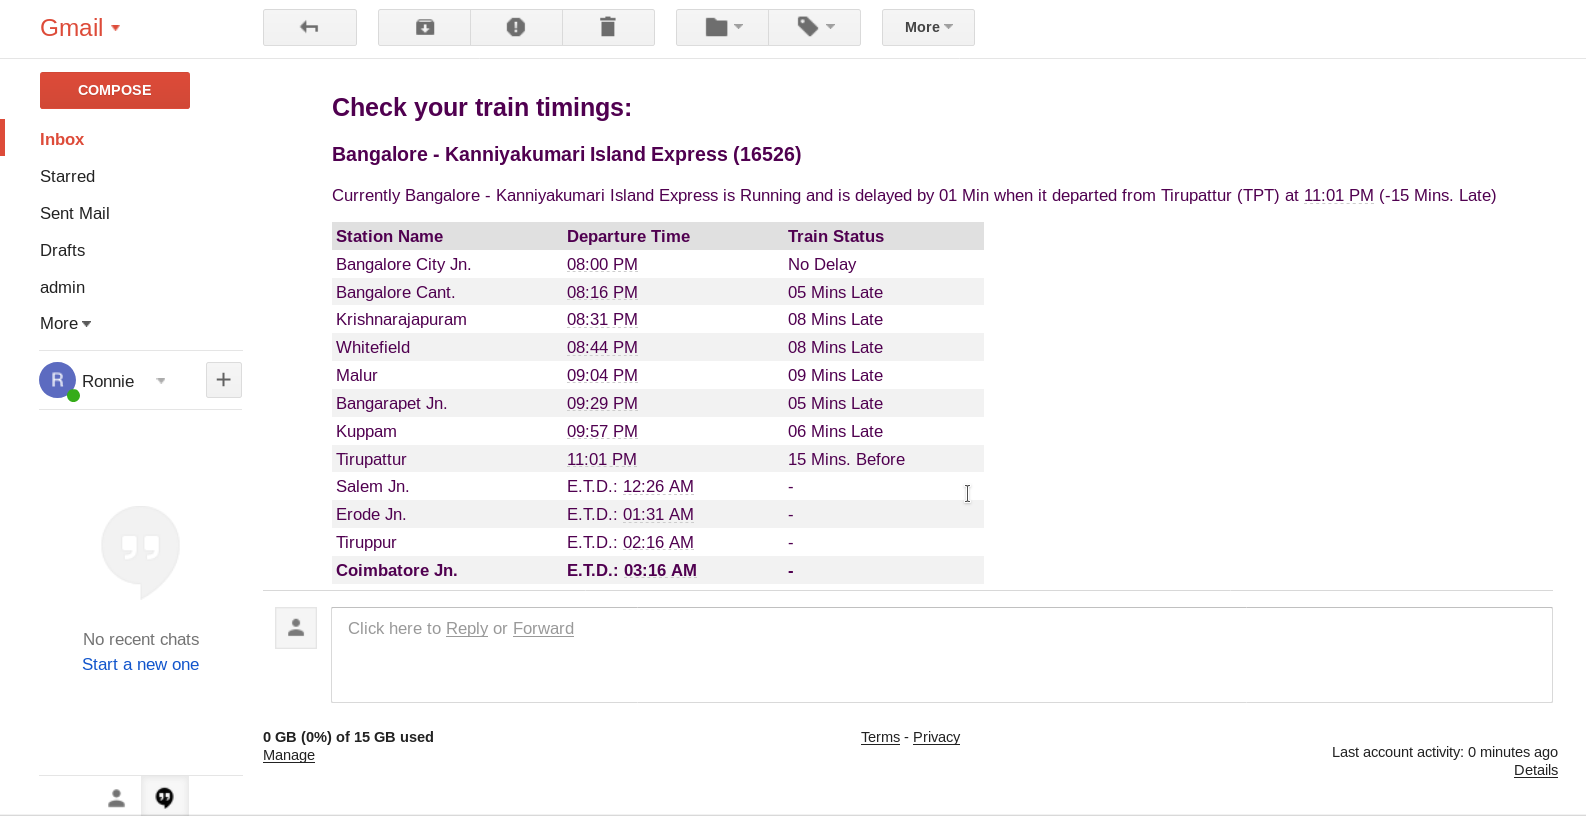 Gmail
More
COMPOSE
Inbox
Starred
Sent Mail
Drafts
admin
More
R Ronnie
No recent chats
Start a new one
Check your train timings:
Bangalore - Kanniyakumari Island Express (16526)
Currently Bangalore - Kanniyakumari Island Express is Running and is delayed by 01 Min when it departed from Tirupattur (TPT) at 11:01 PM (-15 Mins. Late)
Station Name Departure Time Train Status
Bangalore City Jn. 08:00 PM No Delay
Bangalore Cant. 08:16 PM 05 Mins Late
Krishnarajapuram 08:31 PM 08 Mins Late
Whitefield 08:44 PM 08 Mins Late
Malur 09:04 PM 09 Mins Late
Bangarapet Jn. 09:29 PM 05 Mins Late
Kuppam 09:57 PM 06 Mins Late
Tirupattur 11:01 PM 15 Mins. Before
Salem Jn. E.T.D.: 12:26 AM -
Erode Jn. E.T.D.: 01:31 AM -
Tiruppur E.T.D.: 02:16 AM -
Coimbatore Jn. E.T.D.: 03:16 AM -
Click here to Reply or Forward
0 GB (0%) of 15 GB used
Manage
Terms - Privacy
Last account activity: 0 minutes ago
Details